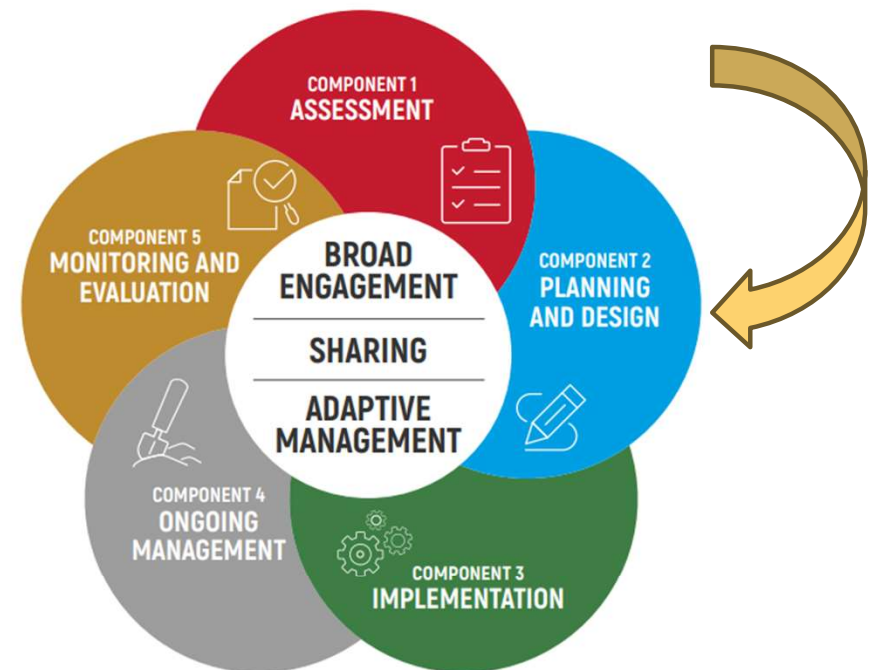 COMPONENT 1
ASSESSMENT
COMPONENT 2
PLANNING
AND DESIGN
COMPONENT 3
IMPLEMENTATION
COMPONENT 4
ONGOING
MANAGEMENT
COMPONENT 5
MONITORING AND
EVALUATION
BROAD
ENGAGEMENT
SHARING
ADAPTIVE
MANAGEMENT